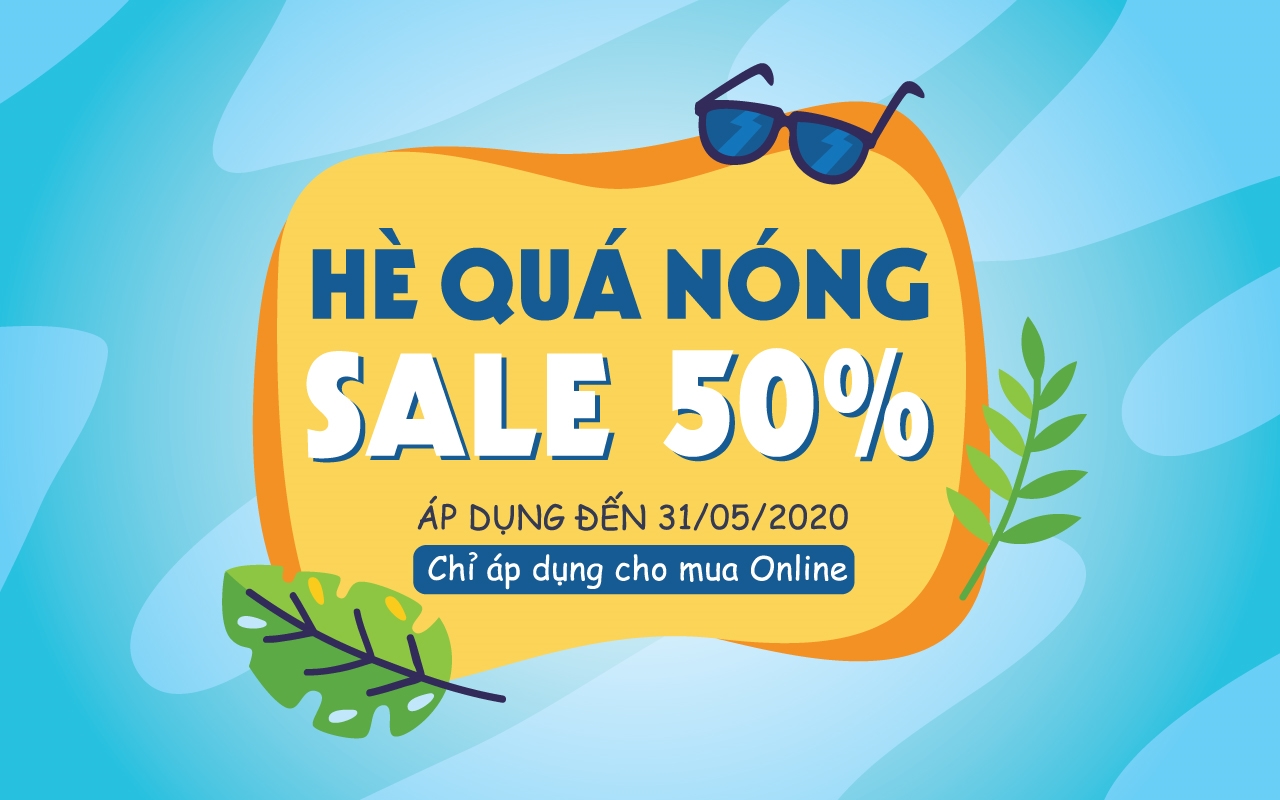 HÈ QUÁ NÓNG
SALE 50%
ÁP DỤNG ĐẾN 31/05/2020
Chỉ áp dụng cho mua Online